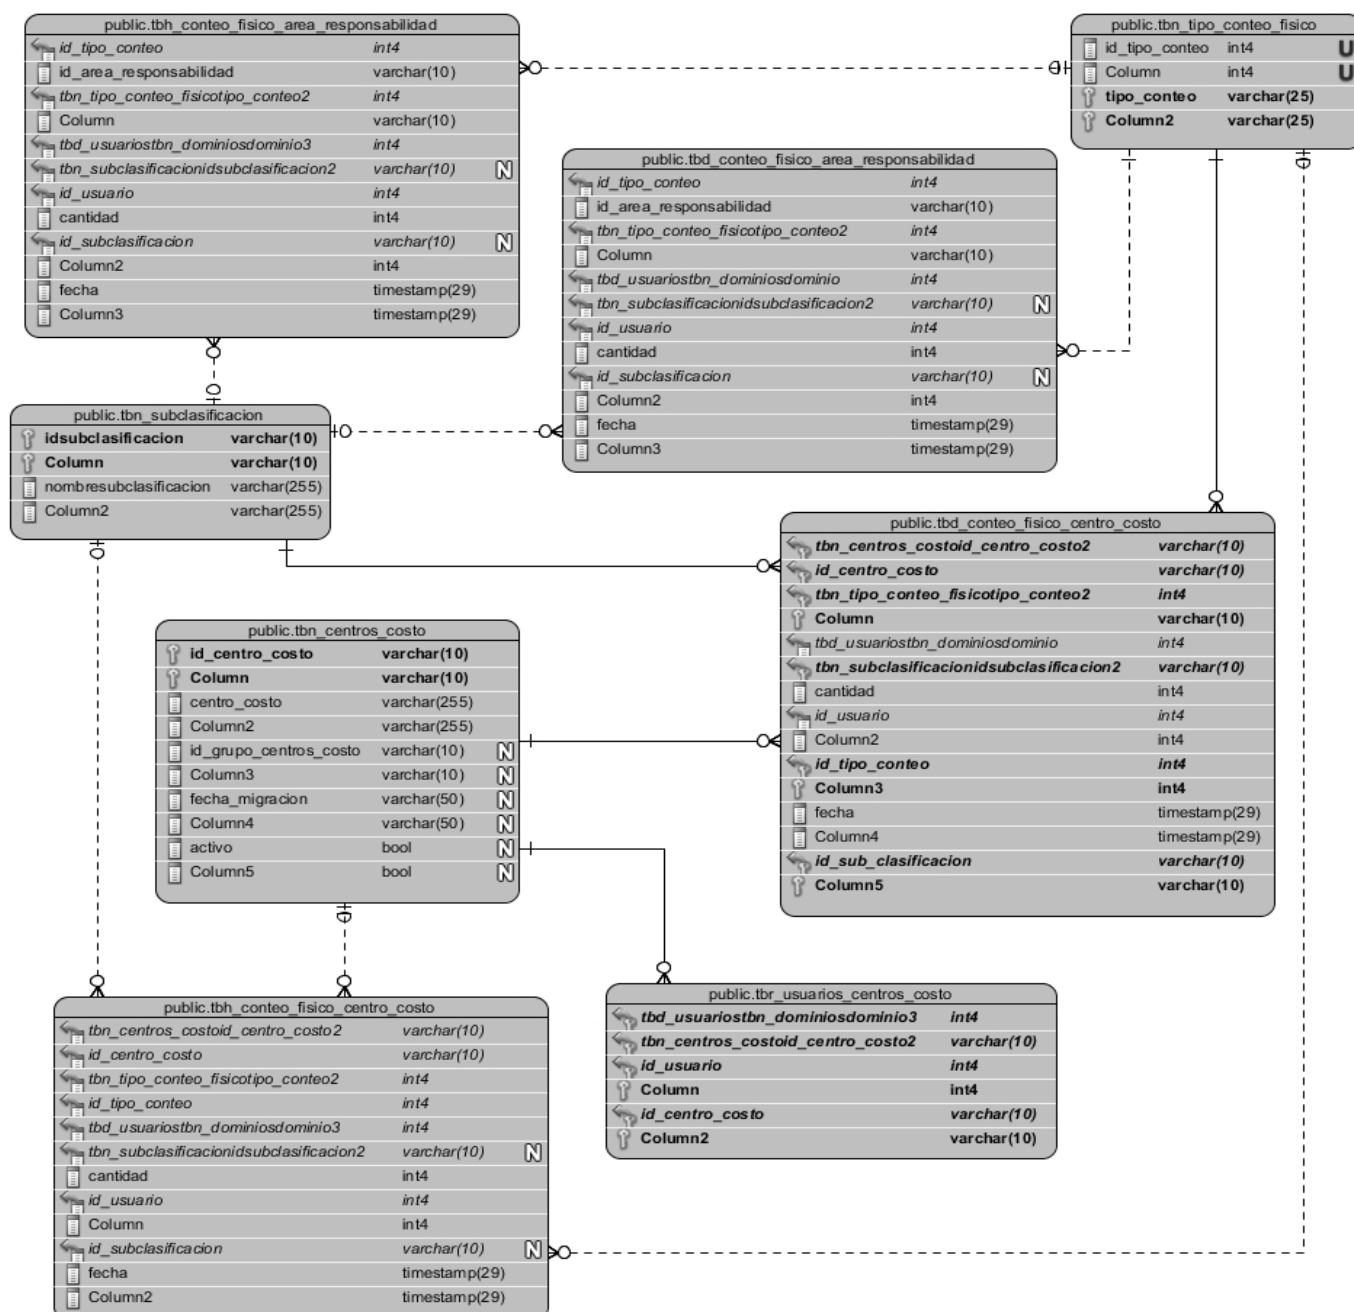 public.tbh_conteo_fisico_area_responsabilidad
id_tipo_conteo int4
id_area_responsabilidad varchar(10)
tbn_tipo_conteo_fisicotipo_conteo2 int4
Column varchar(10)
tbd_usuariostbn_dominiosdominio3 int4
tbn_subclasificacionidsubclasificacion2 varchar(10) N
id_usuario int4
cantidad int4
id_subclasificacion varchar(10) N
Column2 int4
fecha timestamp(29)
Column3 timestamp(29)
public.tbn_tipo_conteo_fisico
id_tipo_conteo int4 U
Column int4 U
tipo_conteo varchar(25)
Column2 varchar(25)
public.tbd_conteo_fisico_area_responsabilidad
id_tipo_conteo int4
id_area_responsabilidad varchar(10)
tbn_tipo_conteo_fisicotipo_conteo2 int4
Column varchar(10)
tbd_usuariostbn_dominiosdominio int4
tbn_subclasificacionidsubclasificacion2 varchar(10) N
id_usuario int4
cantidad int4
id_subclasificacion varchar(10) N
Column2 int4
fecha timestamp(29)
Column3 timestamp(29)
public.tbn_subclasificacion
idsubclasificacion varchar(10)
Column varchar(10)
nombresubclasificacion varchar(255)
Column2 varchar(255)
public.tbd_conteo_fisico_centro_costo
tbn_centros_costoid_centro_costo2 varchar(10)
id_centro_costo varchar(10)
tbn_tipo_conteo_fisicotipo_conteo2 int4
Column varchar(10)
tbd_usuariostbn_dominiosdominio int4
tbn_subclasificacionidsubclasificacion2 varchar(10)
cantidad int4
id_usuario int4
Column2 int4
id_tipo_conteo int4
Column3 int4
fecha timestamp(29)
Column4 timestamp(29)
id_sub_clasificacion varchar(10)
Column5 varchar(10)
public.tbn_centros_costo
id_centro_costo varchar(10)
Column varchar(10)
centro_costo varchar(255)
Column2 varchar(255)
id_grupo_centros_costo varchar(10) N
Column3 varchar(10) N
fecha_migracion varchar(50) N
Column4 varchar(50) N
activo bool N
Column5 bool N
public.tbh_conteo_fisico_centro_costo
tbn_centros_costoid_centro_costo2 varchar(10)
id_centro_costo varchar(10)
tbn_tipo_conteo_fisicotipo_conteo2 int4
id_tipo_conteo int4
tbd_usuariostbn_dominiosdominio3 int4
tbn_subclasificacionidsubclasificacion2 varchar(10) N
cantidad int4
id_usuario int4
Column int4
id_subclasificacion varchar(10) N
fecha timestamp(29)
Column2 timestamp(29)
public.tbr_usuarios_centros_costo
tbd_usuariostbn_dominiosdominio3 int4
tbn_centros_costoid_centro_costo2 varchar(10)
id_usuario int4
Column int4
id_centro_costo varchar(10)
Column2 varchar(10)